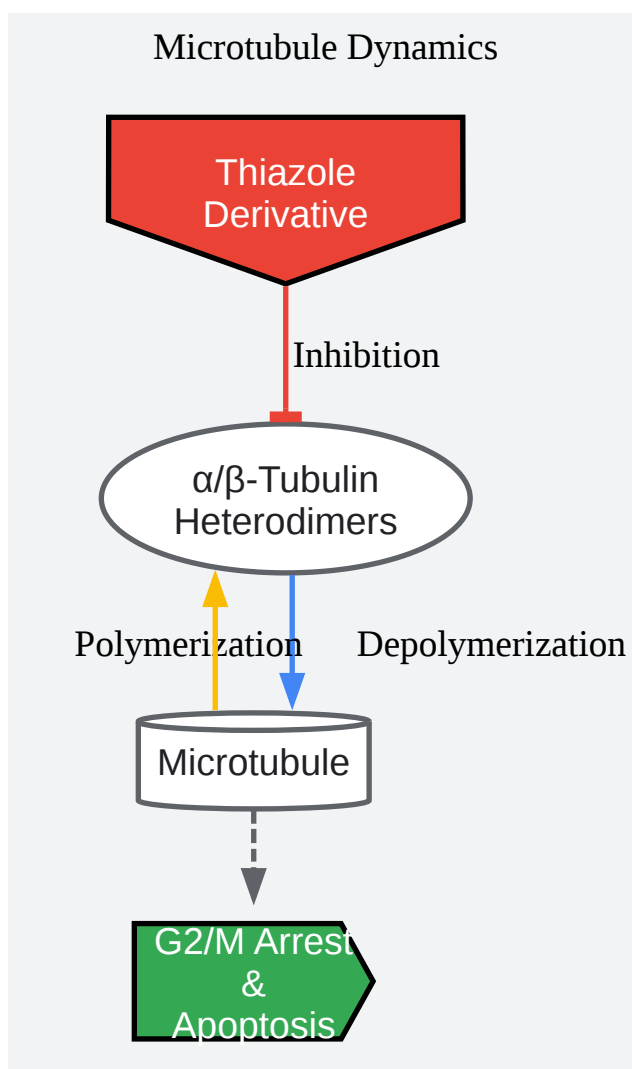 Microtubule Dynamics
Thiazole
Derivative
Inhibition
α/β-Tubulin
Heterodimers
Polymerization
Depolymerization
Microtubule
G2/M Arrest
&
Apoptosis